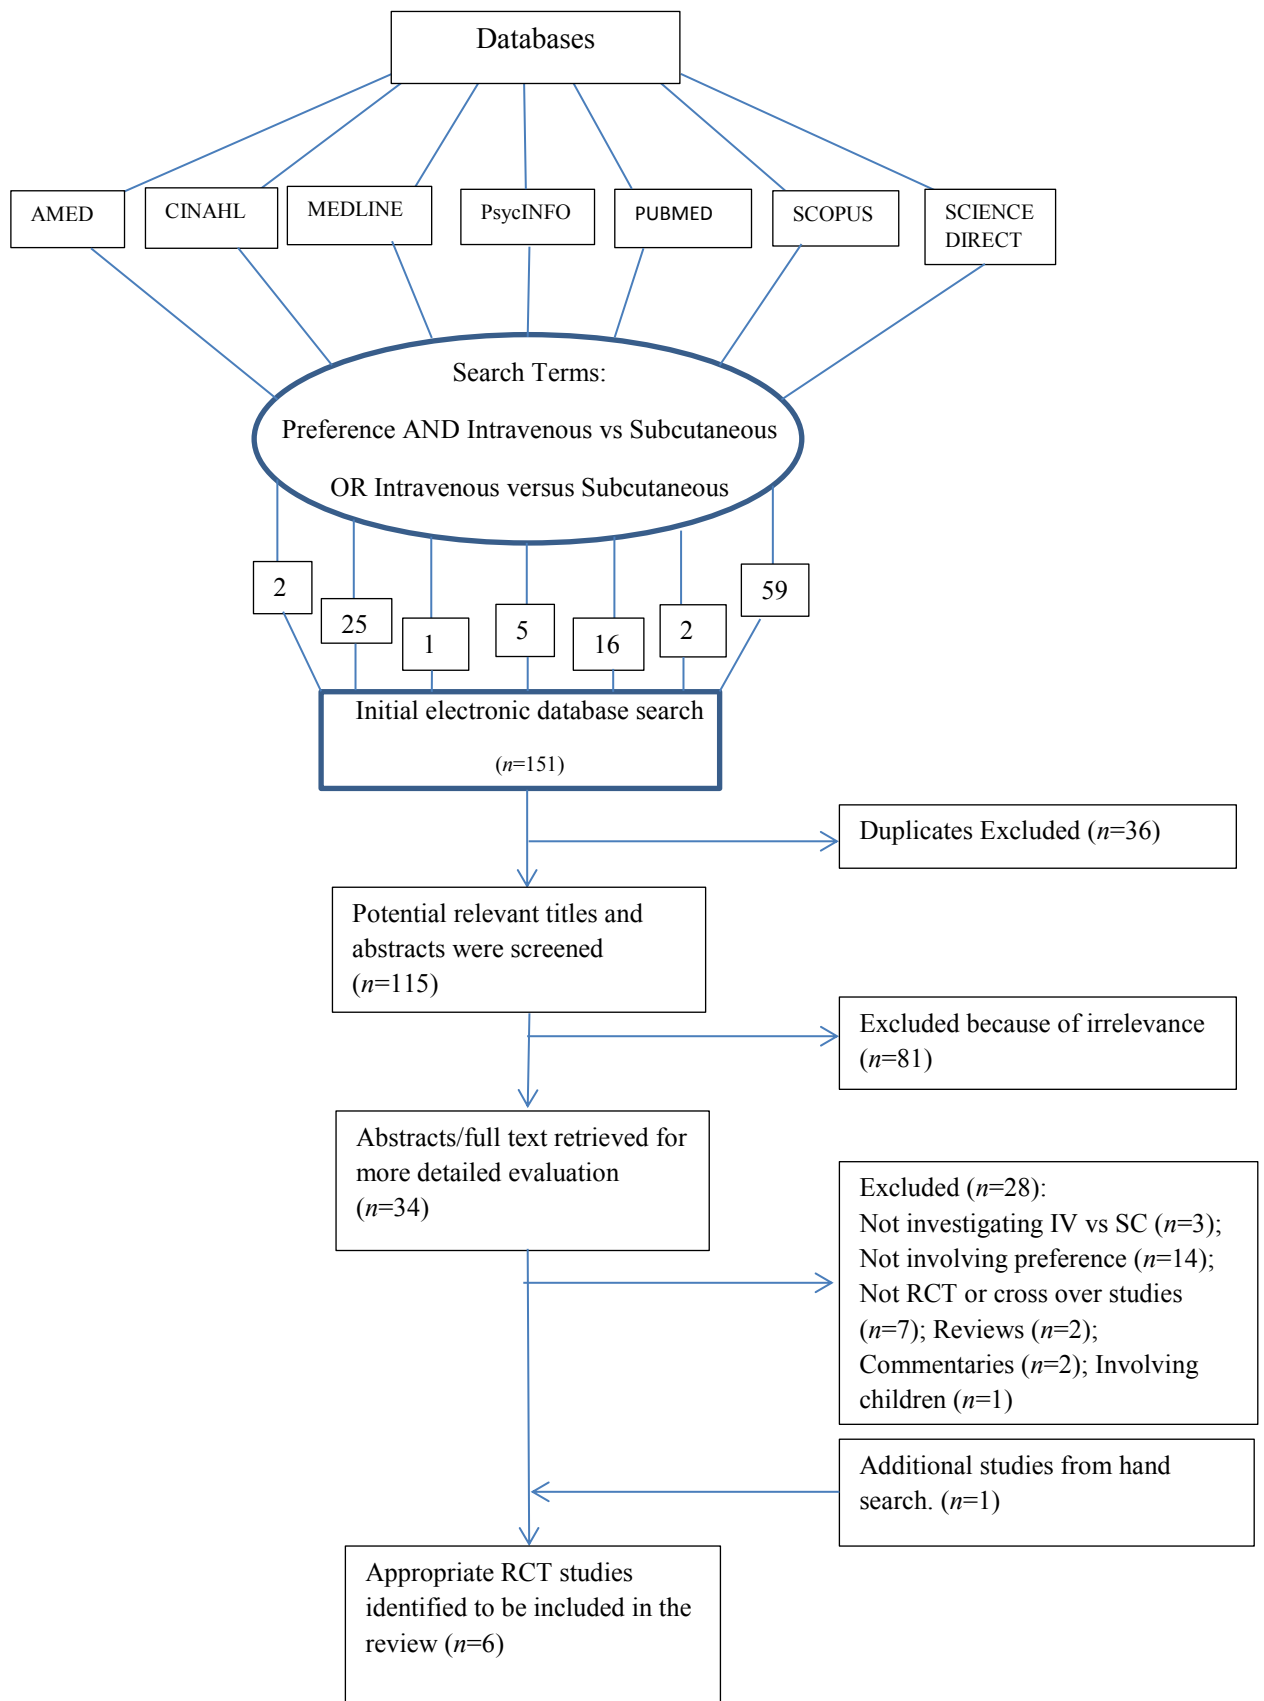 Databases
AMED
CINAHL
MEDLINE
PsycINFO
PUBMED
SCOPUS
SCIENCE
DIRECT
Search Terms:
Preference AND Intravenous vs Subcutaneous
OR Intravenous versus Subcutaneous
2
25
1
5
16
2
59
Initial electronic database search
(n=151)
Duplicates Excluded (n=36)
Potential relevant titles and
abstracts were screened
(n=115)
Excluded because of irrelevance
(n=81)
Abstracts/full text retrieved for
more detailed evaluation
(n=34)
Excluded (n=28):
Not investigating IV vs SC (n=3);
Not involving preference (n=14);
Not RCT or cross over studies
(n=7); Reviews (n=2);
Commentaries (n=2); Involving
children (n=1)
Additional studies from hand
search. (n=1)
Appropriate RCT studies
identified to be included in the
review (n=6)